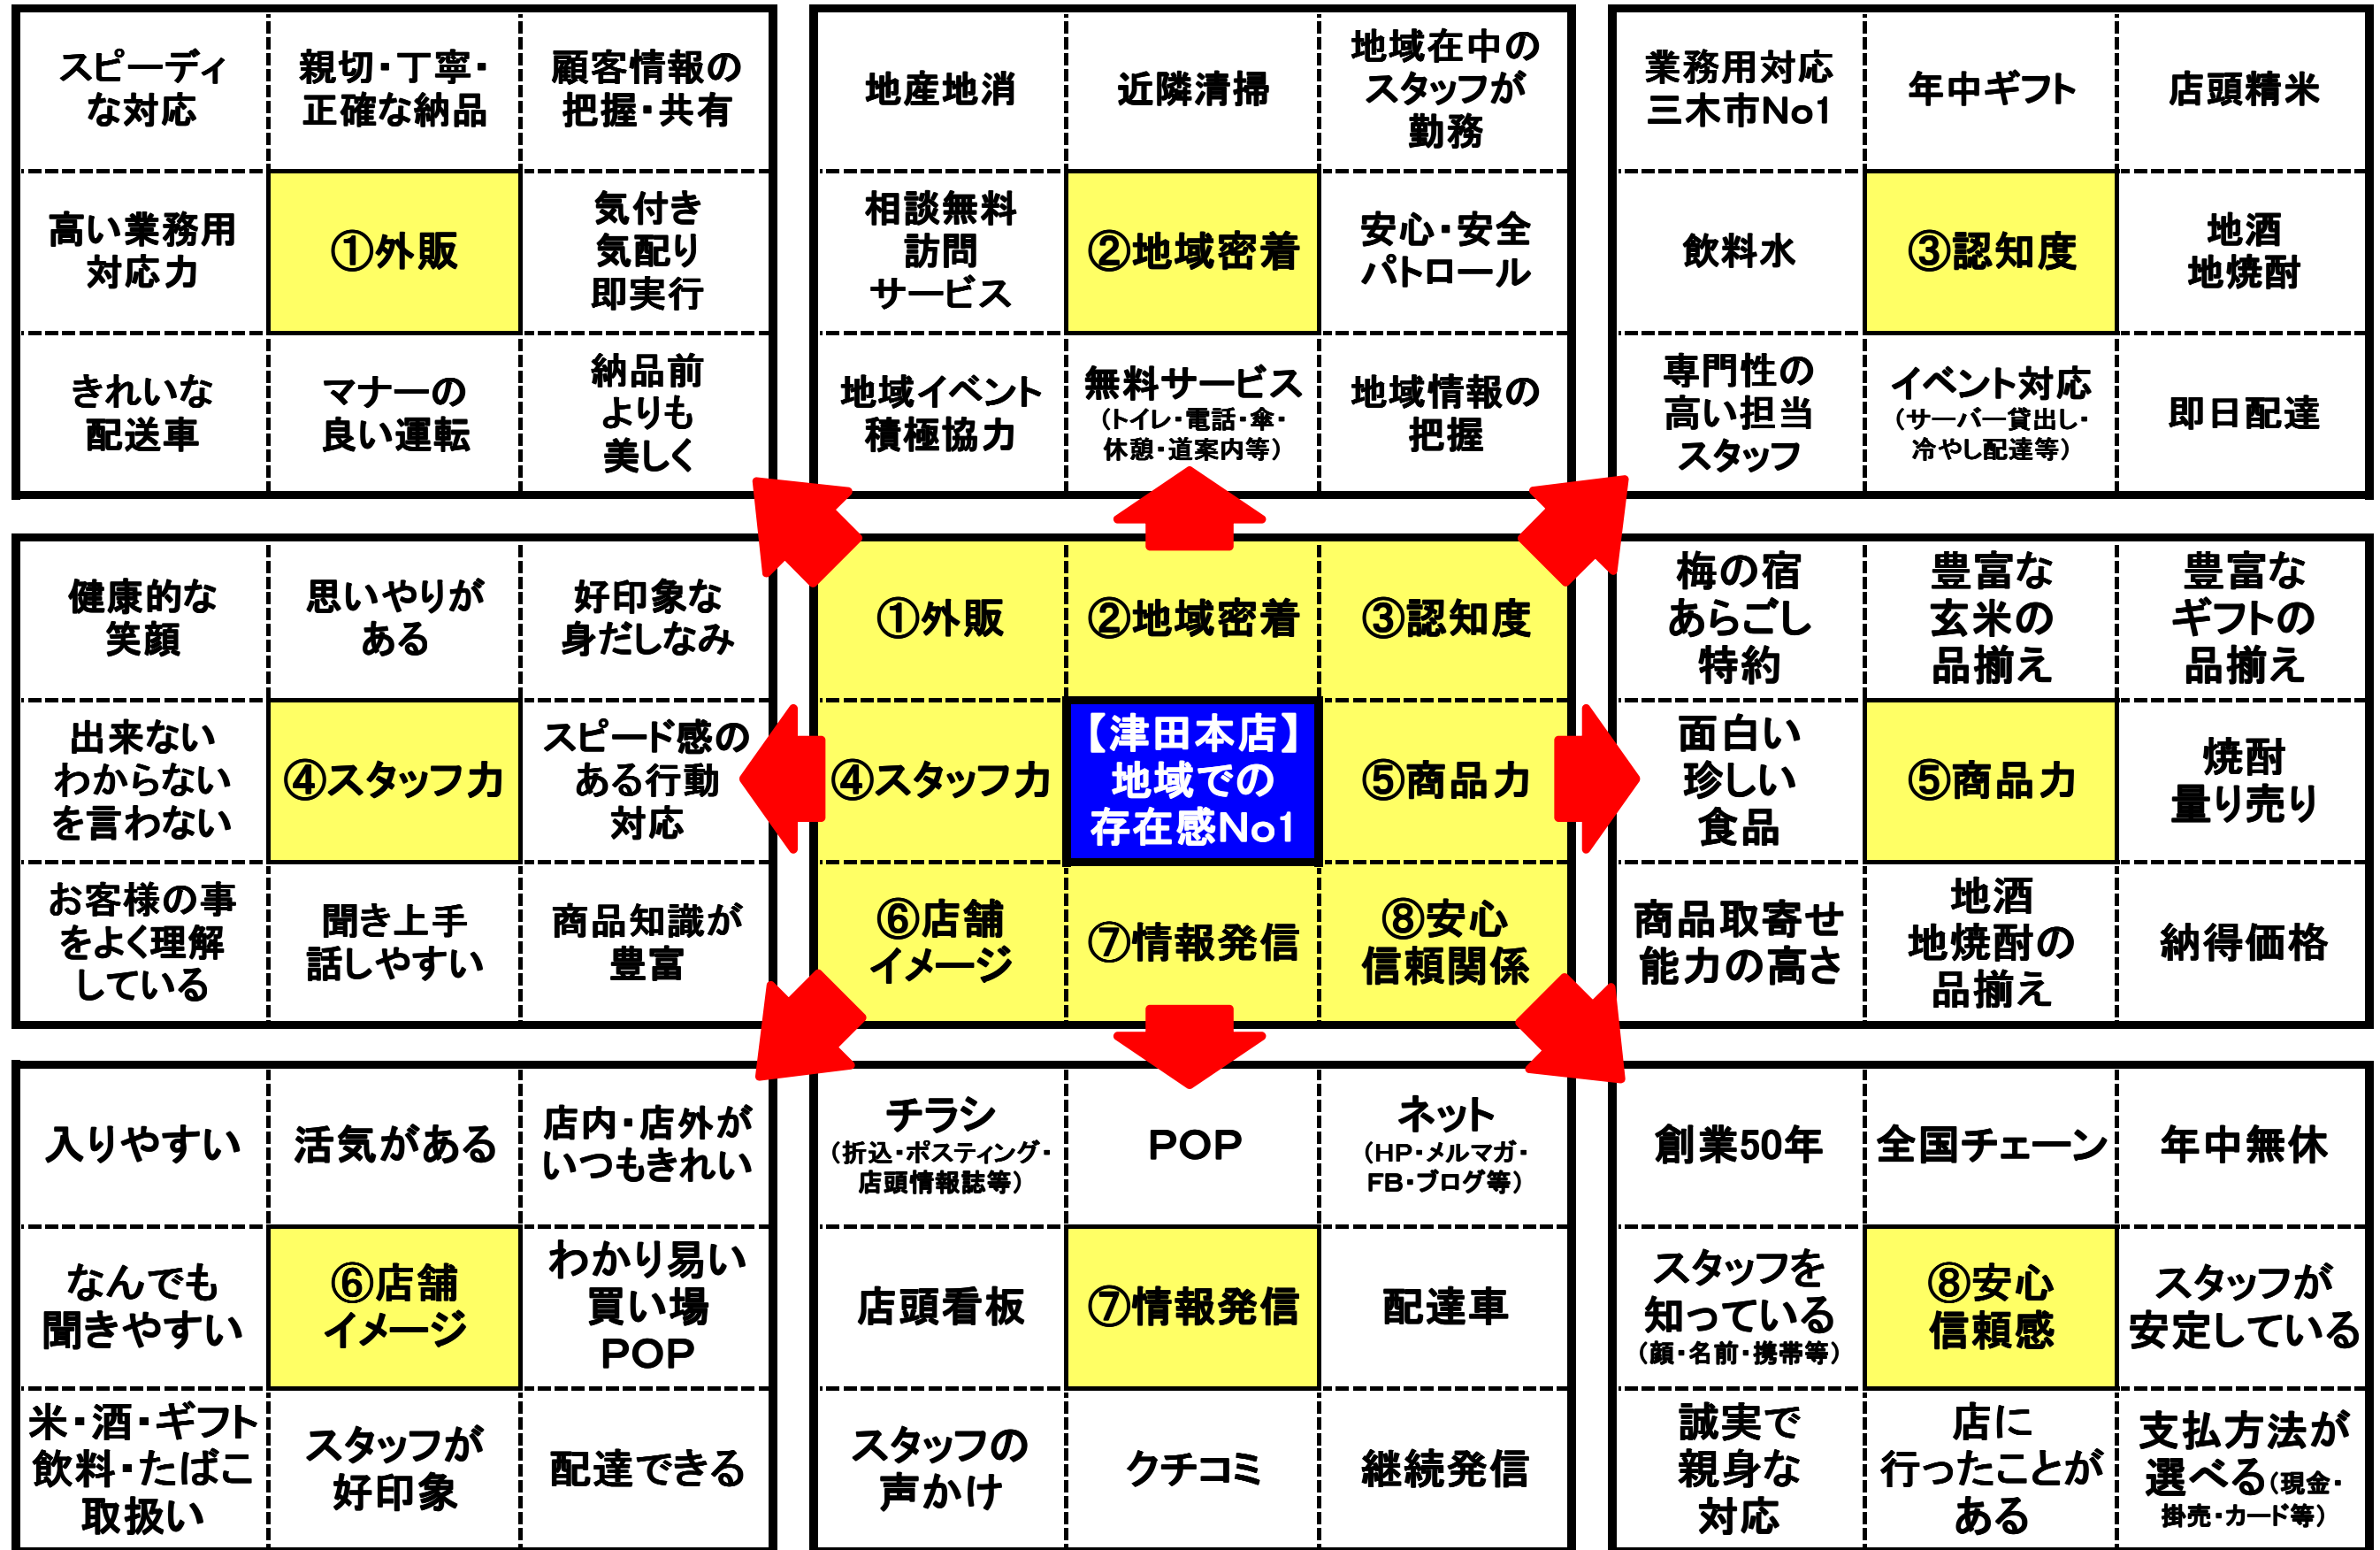 スピーディ
な対応
親切・丁寧・
正確な納品
顧客情報の
把握・共有
高い業務用
対応力
①外販
気付き
気配り
即実行
きれいな
配送車
マナーの
良い運転
納品前
よりも
美しく
地産地消
近隣清掃
地域在中の
スタッフが
勤務
相談無料
訪問
サービス
②地域密着
安心・安全
パトロール
地域イベント
積極協力
無料サービス
（トイレ・電話・傘・
休憩・道案内等）
地域情報の
把握
業務用対応
三木市No1
年中ギフト
店頭精米
飲料水
③認知度
地酒
地焼酎
専門性の
高い担当
スタッフ
イベント対応
（サーバー貸出し・
冷やし配達等）
即日配達
健康的な
笑顔
思いやりが
ある
好印象な
身だしなみ
出来ない
わからない
を言わない
④スタッフ力
スピード感の
ある行動
対応
お客様の事
をよく理解
している
聞き上手
話しやすい
商品知識が
豊富
①外販
②地域密着
③認知度
④スタッフ力
【津田本店】
地域での
存在感No1
⑤商品力
⑥店舗
イメージ
⑦情報発信
⑧安心
信頼関係
梅の宿
あらごし
特約
豊富な
玄米の
品揃え
豊富な
ギフトの
品揃え
面白い
珍しい
食品
⑤商品力
焼酎
量り売り
商品取寄せ
能力の高さ
地酒
地焼酎の
品揃え
納得価格
入りやすい
活気がある
店内・店外が
いつもきれい
なんでも
聞きやすい
⑥店舗
イメージ
わかり易い
買い場
POP
米・酒・ギフト
飲料・たばこ
取扱い
スタッフが
好印象
配達できる
チラシ
（折込・ポスティング・
店頭情報誌等）
POP
ネット
（HP・メルマガ・
FB・ブログ等）
店頭看板
⑦情報発信
配達車
スタッフの
声かけ
クチコミ
継続発信
創業50年
全国チェーン
年中無休
スタッフを
知っている
（顔・名前・携帯等）
⑧安心
信頼感
スタッフが
安定している
誠実で
親身な
対応
店に
行ったことが
ある
支払方法が
選べる（現金・
掛売・カード等）